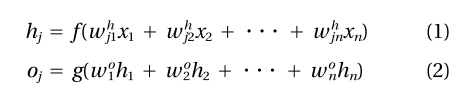 h_j = f(w^h_{j1}x_1 + w^h_{j2}x_2 + · · · + w^h_{jn}x_n) (1)
o_j = g(w^o_1h_1 + w^o_2h_2 + · · · + w^o_nh_n) (2)